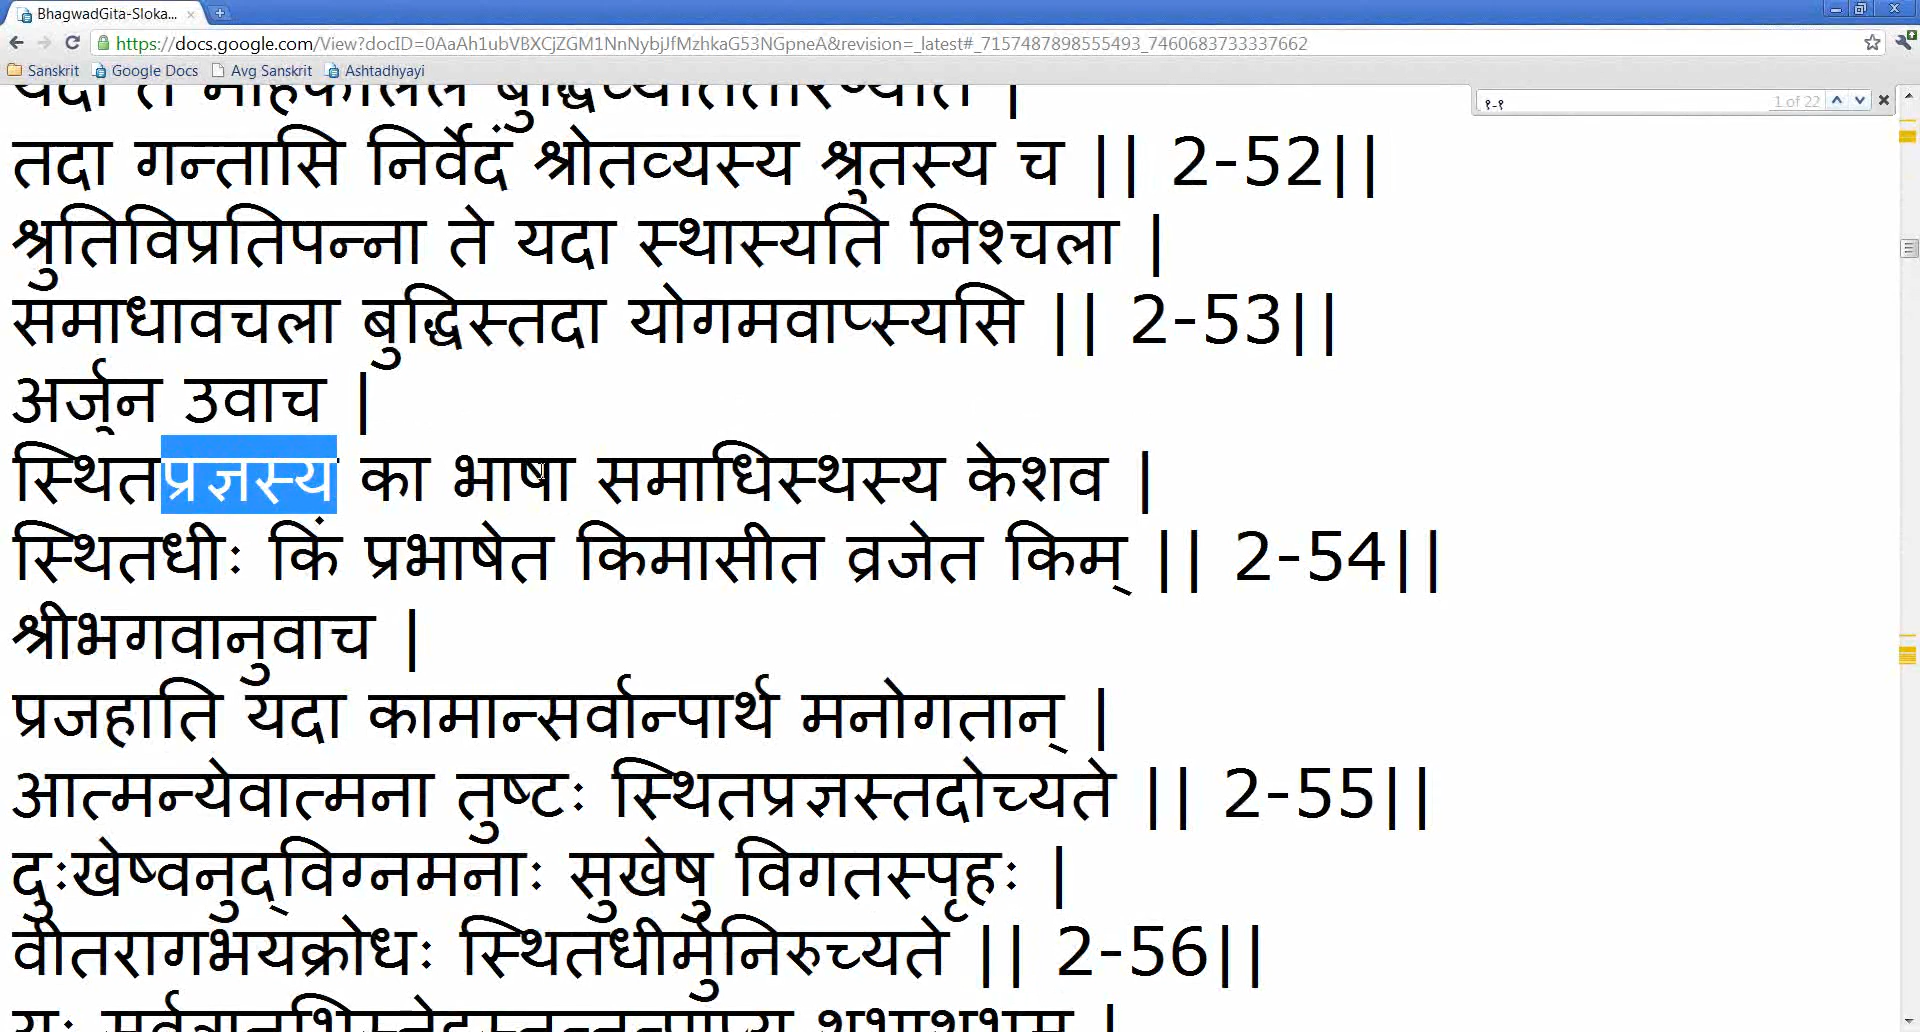 BhagwadGita-Sloka...
https://docs.google.com/View?docID=0AaAh1ubVBXCjZGM1NnNybjJfMzhkaG53NGpneA&revision=_latest#_7157487898555493_7460683733337662
Sanskrit Google Docs Avg Sanskrit Ashtadhyayi
१-१ 1 of 22
तदा गन्तासि निर्वेदं श्रोतव्यस्य श्रुतस्य च || 2-52||
श्रुतिविप्रतिपन्ना ते यदा स्थास्यति निश्चला |
समाधावचला बुद्धिस्तदा योगमवाप्स्यसि || 2-53||
अर्जुन उवाच |
स्थितप्रज्ञस्य का भाषा समाधिस्थस्य केशव |
स्थितधीः किं प्रभाषेत किमासीत व्रजेत किम् || 2-54||
श्रीभगवानुवाच |
प्रजहाति यदा कामान्सर्वान्पार्थ मनोगतान् |
आत्मन्येवात्मना तुष्टः स्थितप्रज्ञस्तदोच्यते || 2-55||
दुःखेष्वनुद्विग्नमनाः सुखेषु विगतस्पृहः |
वीतरागभयक्रोधः स्थितधीर्मुनिरुच्यते || 2-56||